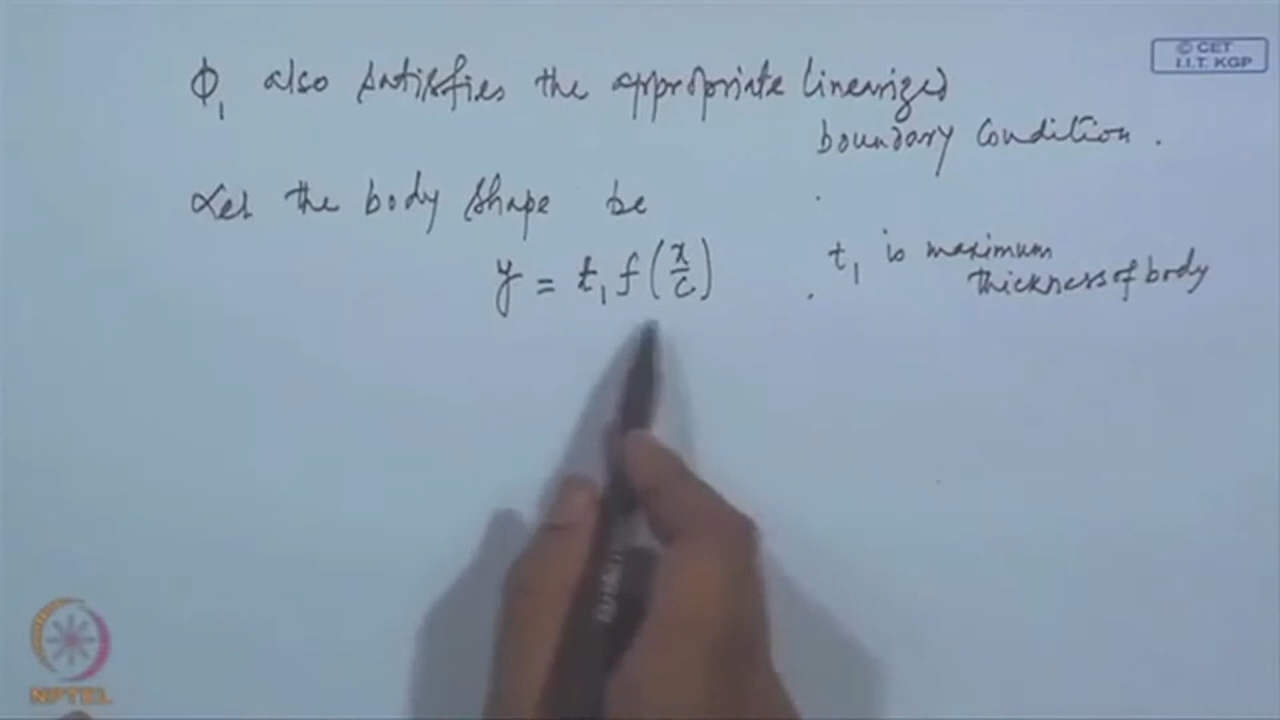 © CET
I.I.T. KGP
ϕ₁ also satisfies the appropriate linearized
boundary condition.
Let the body shape be
y = t₁ f(x/c)
t₁ is maximum
thickness of body
NPTEL